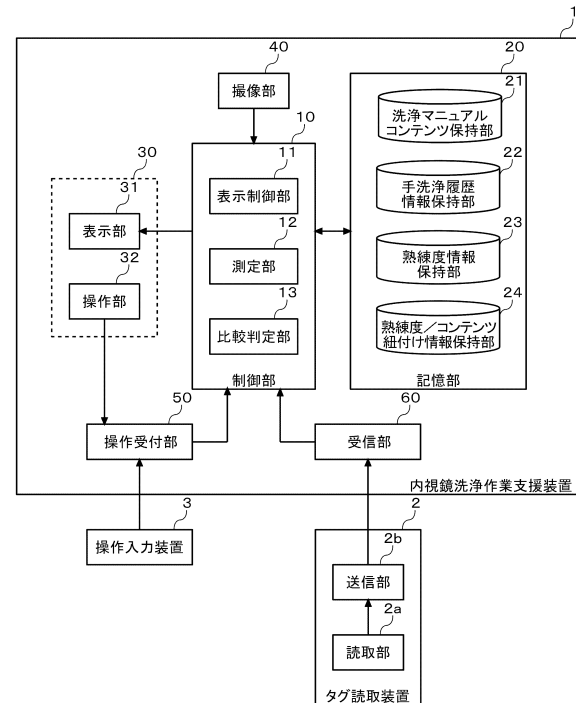 1
40
撮像部
20
21
洗浄マニュアル
コンテンツ保持部
10
11
表示制御部
22
手洗浄履歴
情報保持部
30
31
表示部
12
測定部
23
熟練度情報
保持部
32
操作部
13
比較判定部
24
熟練度／コンテンツ
紐付け情報保持部
制御部
記憶部
50
操作受付部
60
受信部
内視鏡洗浄作業支援装置
3
操作入力装置
2
2b
送信部
2a
読取部
タグ読取装置